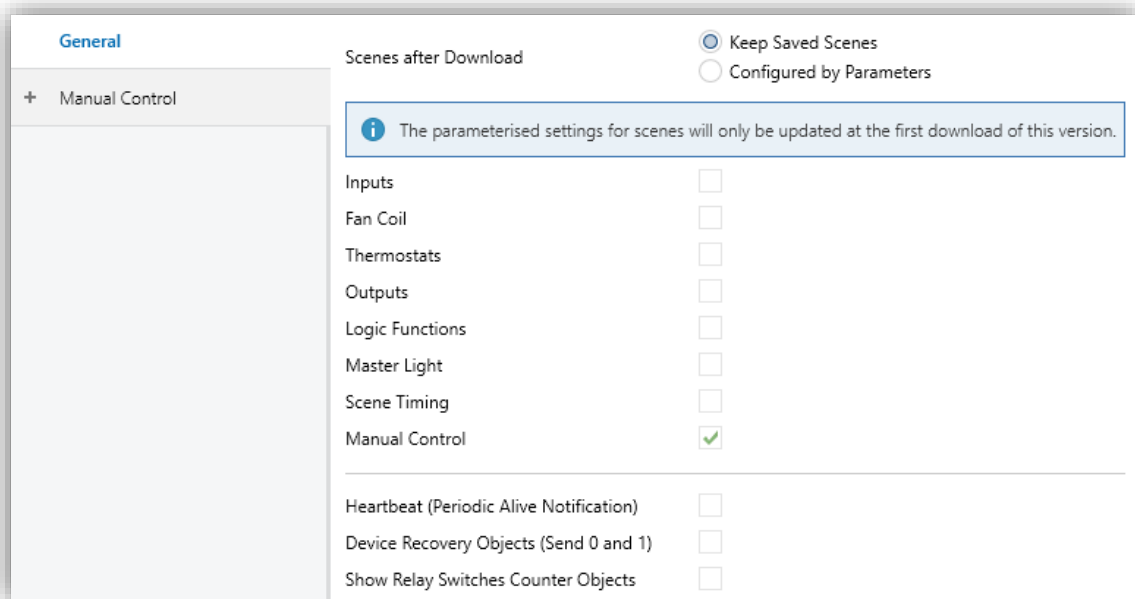 General
+ Manual Control
Scenes after Download
Keep Saved Scenes
Configured by Parameters
The parameterised settings for scenes will only be updated at the first download of this version.
Inputs
Fan Coil
Thermostats
Outputs
Logic Functions
Master Light
Scene Timing
Manual Control
Heartbeat (Periodic Alive Notification)
Device Recovery Objects (Send 0 and 1)
Show Relay Switches Counter Objects